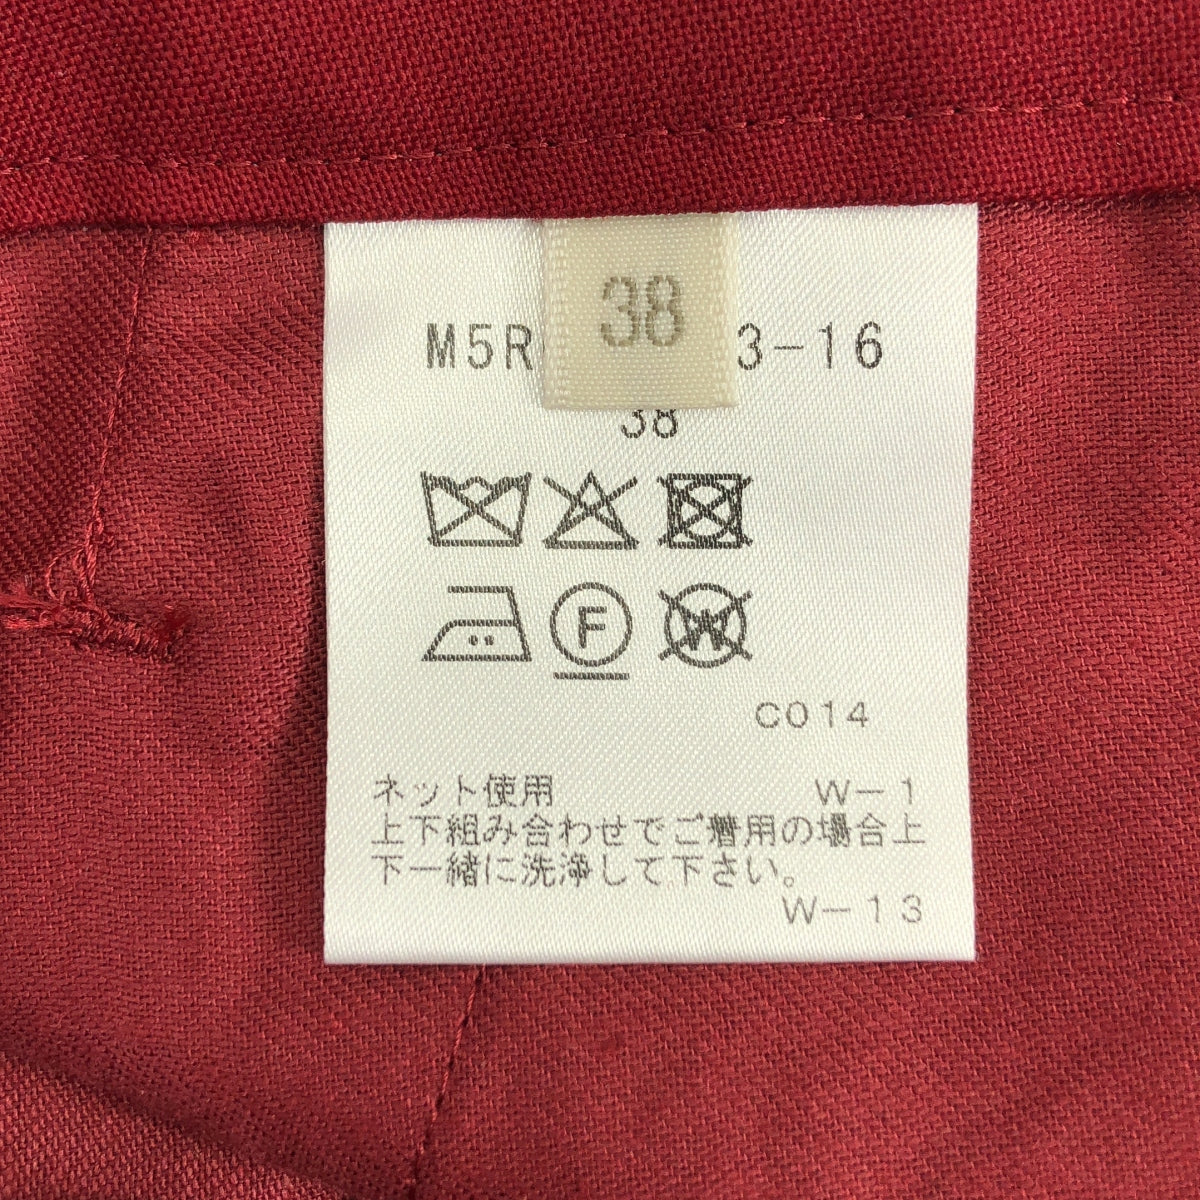 38
M5R 3-16
38
F
W
C014
ネット使用 W-1
上下組み合わせでご着用の場合上
下一緒に洗浄して下さい。
W-13